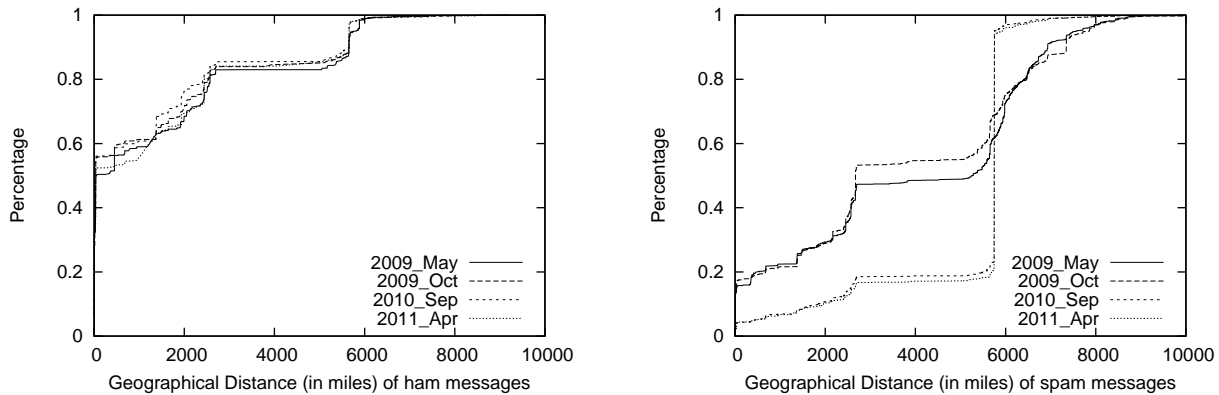 1
0.8
0.6
0.4
0.2
0
Percentage
2009_May
2009_Oct
2010_Sep
2011_Apr
0 2000 4000 6000 8000 10000
Geographical Distance (in miles) of ham messages
1
0.8
0.6
0.4
0.2
0
Percentage
2009_May
2009_Oct
2010_Sep
2011_Apr
0 2000 4000 6000 8000 10000
Geographical Distance (in miles) of spam messages